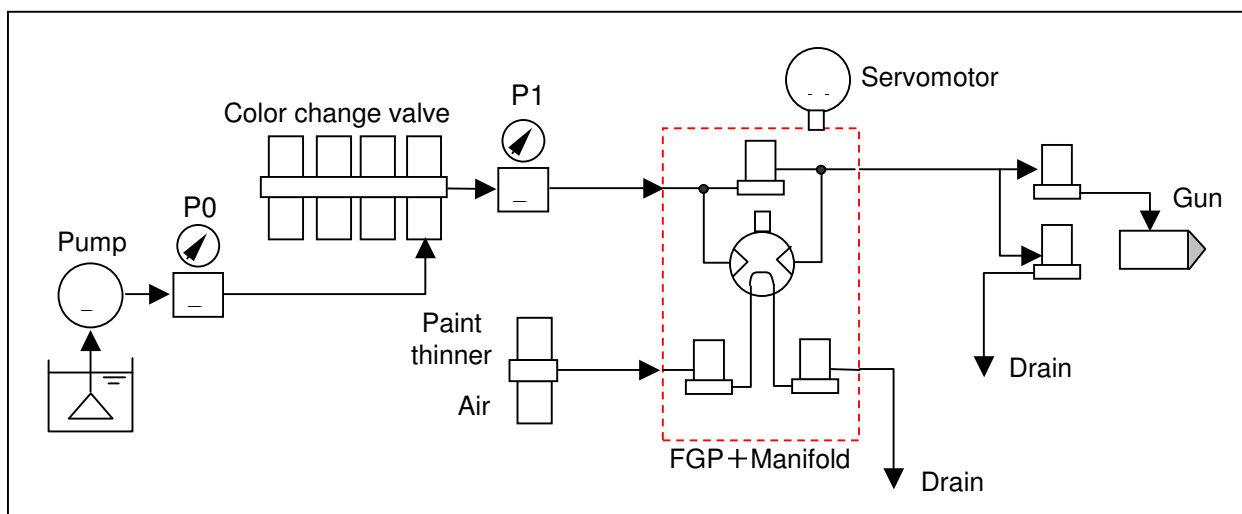 Servomotor
P1
Color change valve
P0
Pump
Gun
Paint
thinner
Air
Drain
FGP＋Manifold
Drain